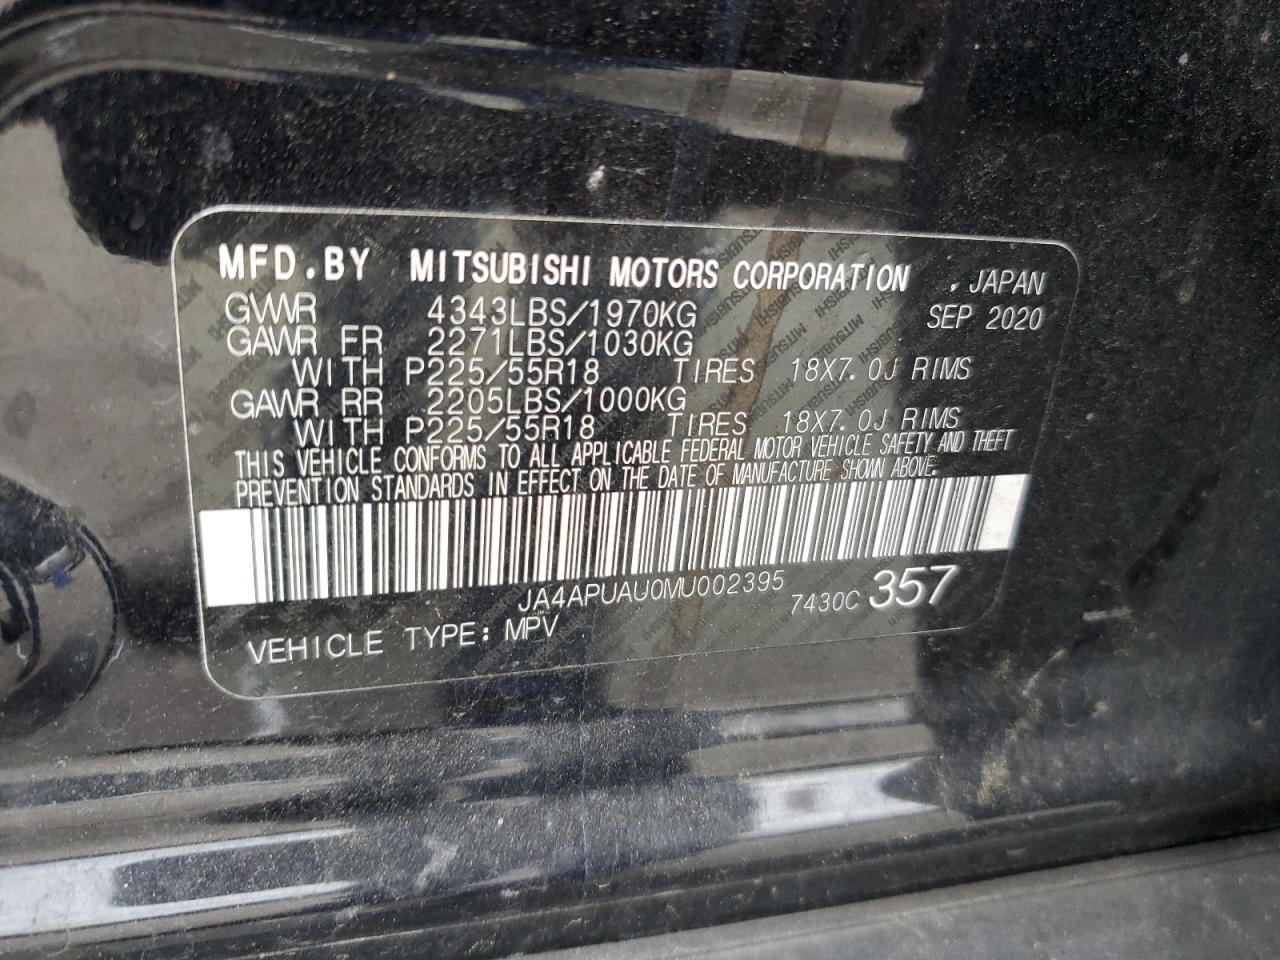 MFD.BY MITSUBISHI MOTORS CORPORATION , JAPAN
GVWR 4343LBS/1970KG SEP 2020
GAWR FR 2271LBS/1030KG
WITH P225/55R18 TIRES 18X7.0J RIMS
GAWR RR 2205LBS/1000KG
WITH P225/55R18 TIRES 18X7.0J RIMS
THIS VEHICLE CONFORMS TO ALL APPLICABLE FEDERAL MOTOR VEHICLE SAFETY AND THEFT
PREVENTION STANDARDS IN EFFECT ON THE DATE OF MANUFACTURE SHOWN ABOVE.
JA4APUAU0MU002395 7430C 357
VEHICLE TYPE: MPV